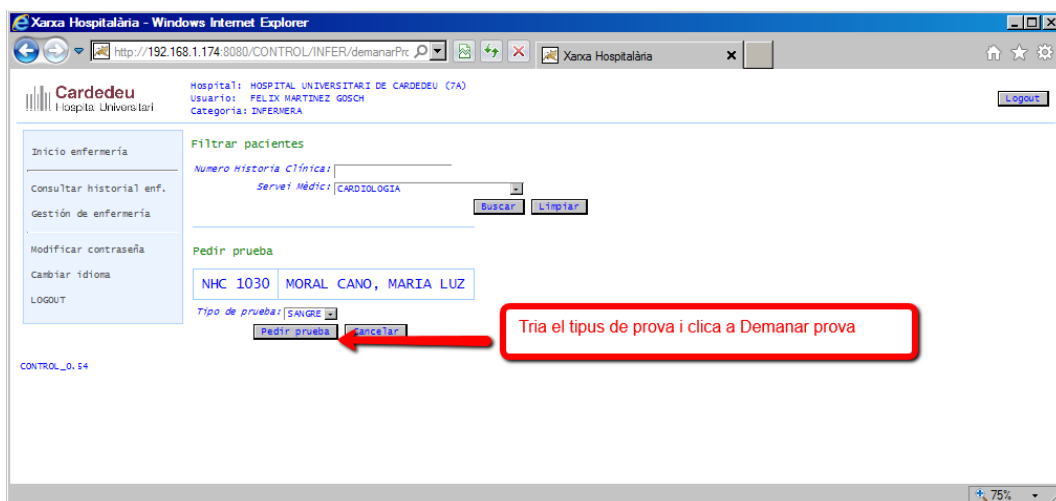 Xarxa Hospitalària - Windows Internet Explorer
http://192.168.1.174:8080/CONTROL/INFER/demanarPrc
Xarxa Hospitalària
Cardedeu
Hospital Universitari
Hospital: HOSPITAL UNIVERSITARI DE CARDEDEU (7A)
Usuario: FELIX MARTINEZ GOSCH
Categoria: INFERMERA
Logout
Inicio enfermería
Consultar historial enf.
Gestión de enfermería
Modificar contraseña
Cambiar idioma
LOGOUT
Filtrar pacientes
Numero Historia Clínica:
Servei Mèdic: CARDIOLOGIA
Buscar Limpiar
Pedir prueba
NHC 1030 MORAL CANO, MARIA LUZ
Tipo de prueba: SANGRE
Pedir prueba Cancelar
Tria el tipus de prova i clica a Demanar prova
CONTROL_0.54
75%